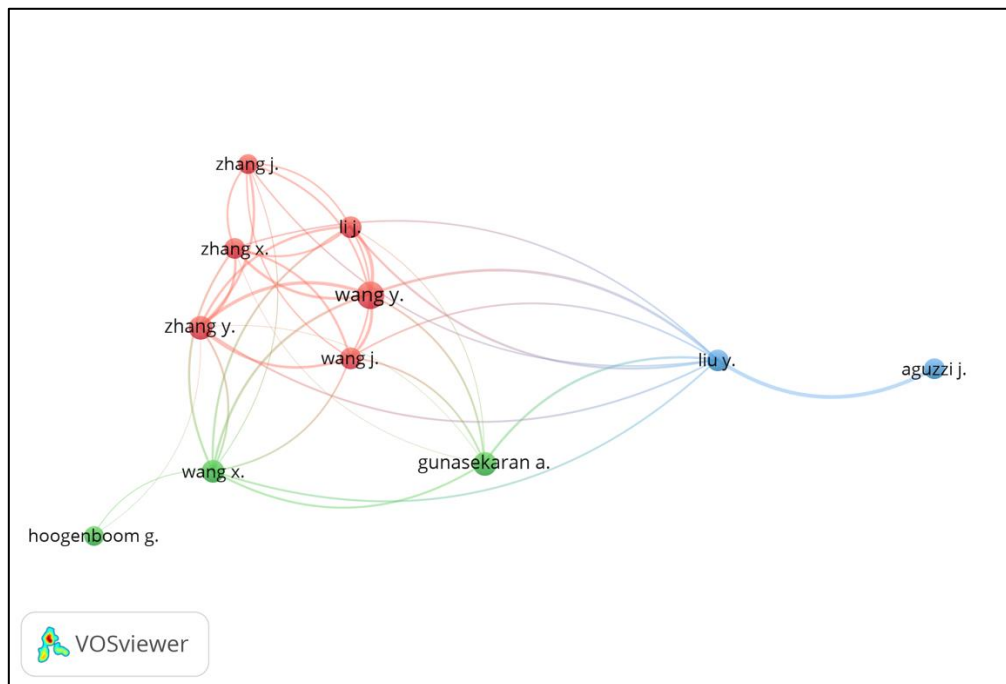 zhang j.
li j.
zhang x.
wang y.
zhang y.
wang j.
liu y.
aguzzi j.
gunasekaran a.
wang x.
hoogenboom g.
VOSviewer